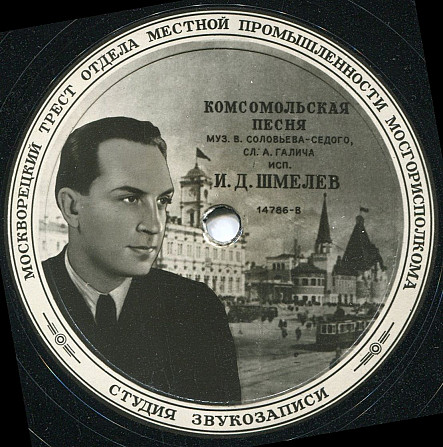 МОСКВОРЕЦКИЙ ТРЕСТ ОТДЕЛА МЕСТНОЙ ПРОМЫШЛЕННОСТИ МОСГОРИСПОЛКОМА
КОМСОМОЛЬСКАЯ
ПЕСНЯ
МУЗ. В. СОЛОВЬЕВА-СЕДОГО,
СЛ. А. ГАЛИЧА
ИСП.
И. Д. ШМЕЛЕВ
14786-В
СТУДИЯ ЗВУКОЗАПИСИ